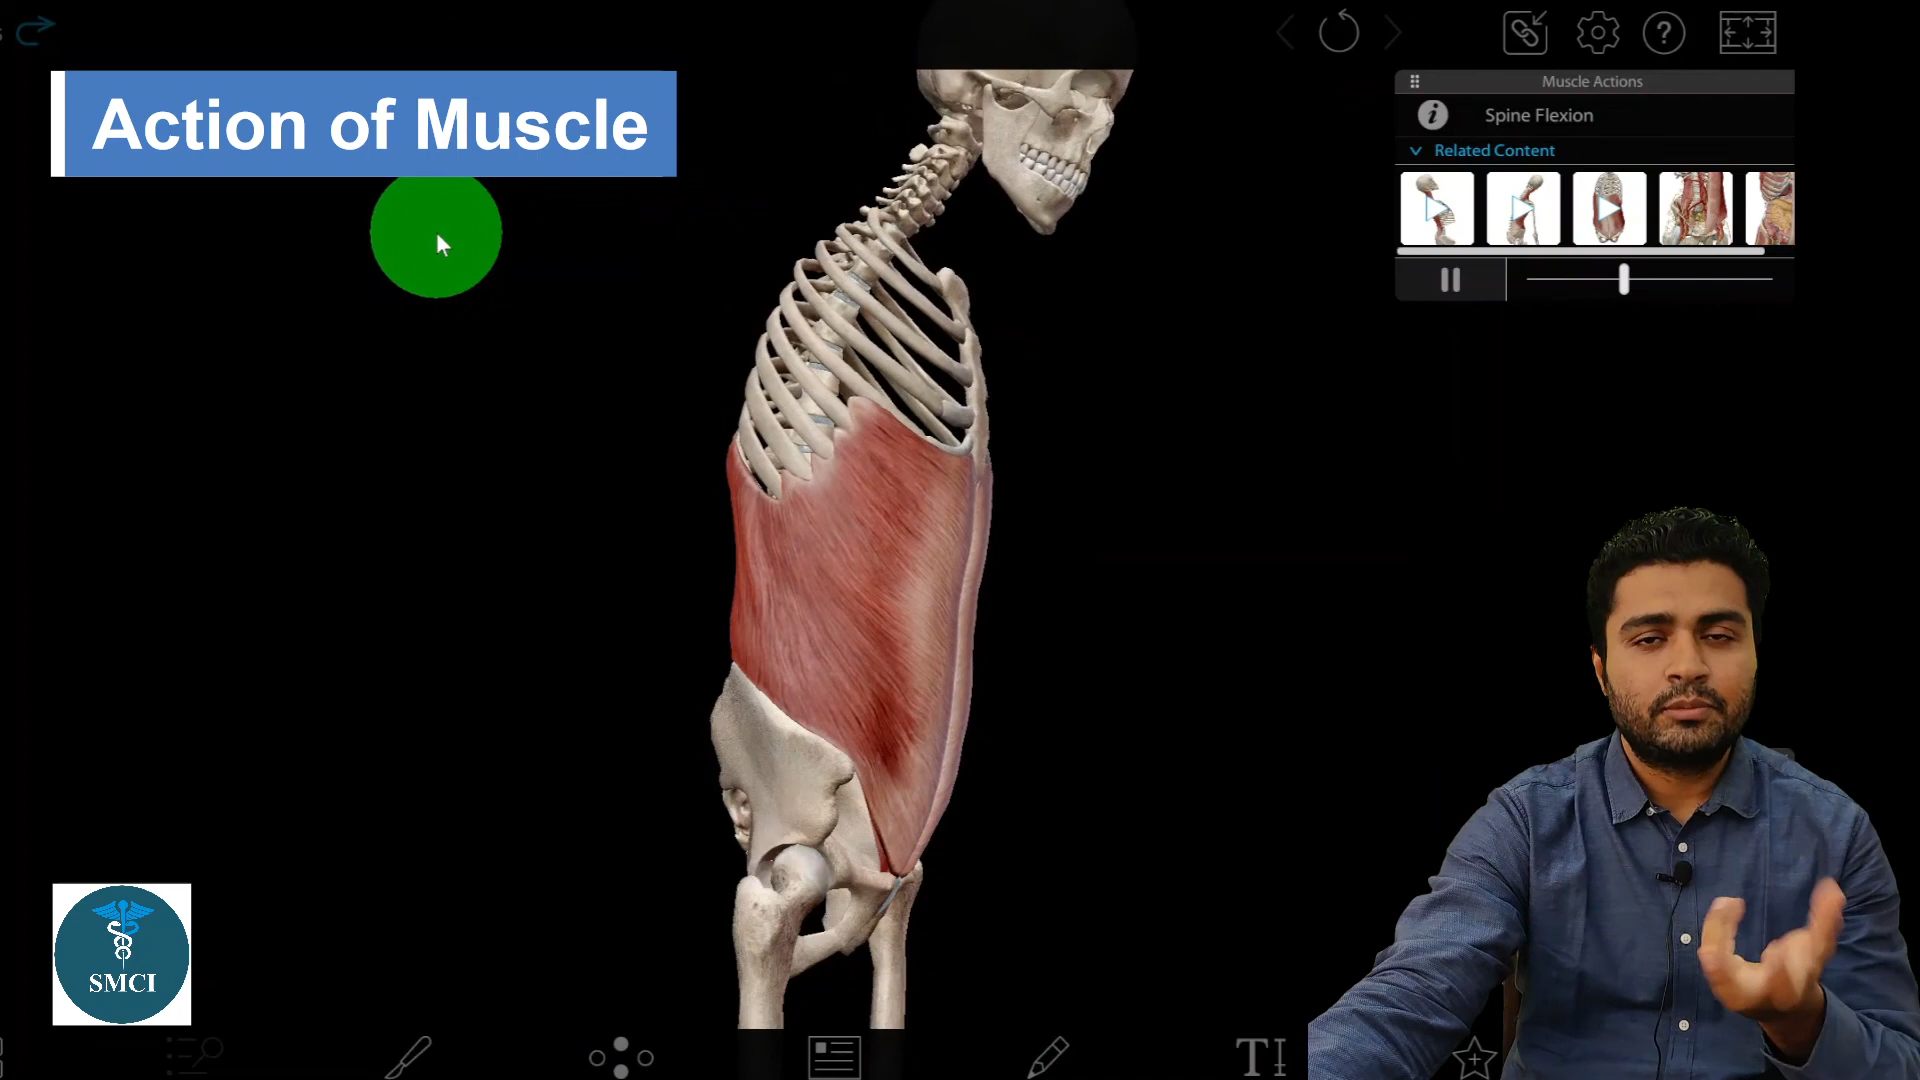 Action of Muscle
Muscle Actions
Spine Flexion
Related Content
SMCI